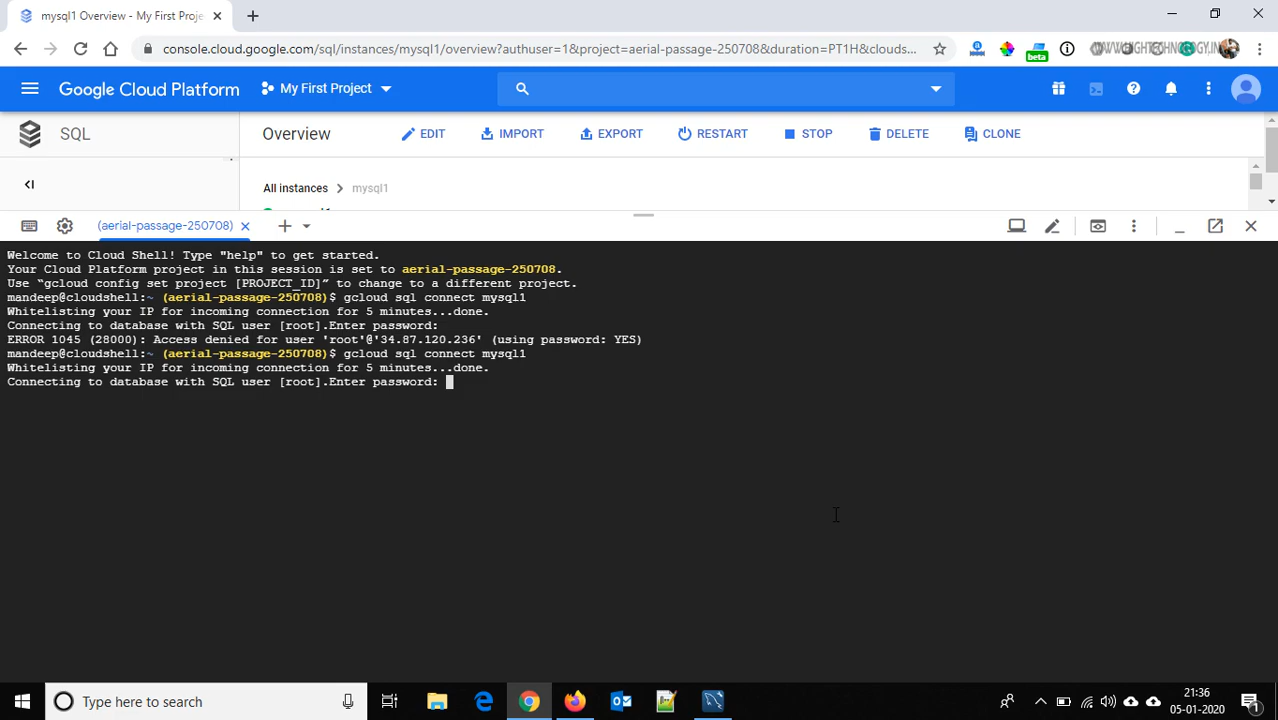 mysql1 Overview - My First Proje
console.cloud.google.com/sql/instances/mysql1/overview?authuser=1&project=aerial-passage-250708&duration=PT1H&clouds...
beta
Google Cloud Platform
My First Project
SQL
Overview
EDIT
IMPORT
EXPORT
RESTART
STOP
DELETE
CLONE
All instances
mysql1
(aerial-passage-250708)
Welcome to Cloud Shell! Type "help" to get started.
Your Cloud Platform project in this session is set to aerial-passage-250708.
Use “gcloud config set project [PROJECT_ID]” to change to a different project.
mandeep@cloudshell:~ (aerial-passage-250708)$ gcloud sql connect mysql1
Whitelisting your IP for incoming connection for 5 minutes...done.
Connecting to database with SQL user [root].Enter password:
ERROR 1045 (28000): Access denied for user 'root'@'34.87.120.236' (using password: YES)
mandeep@cloudshell:~ (aerial-passage-250708)$ gcloud sql connect mysql1
Whitelisting your IP for incoming connection for 5 minutes...done.
Connecting to database with SQL user [root].Enter password:
Type here to search
21:36
05-01-2020
1